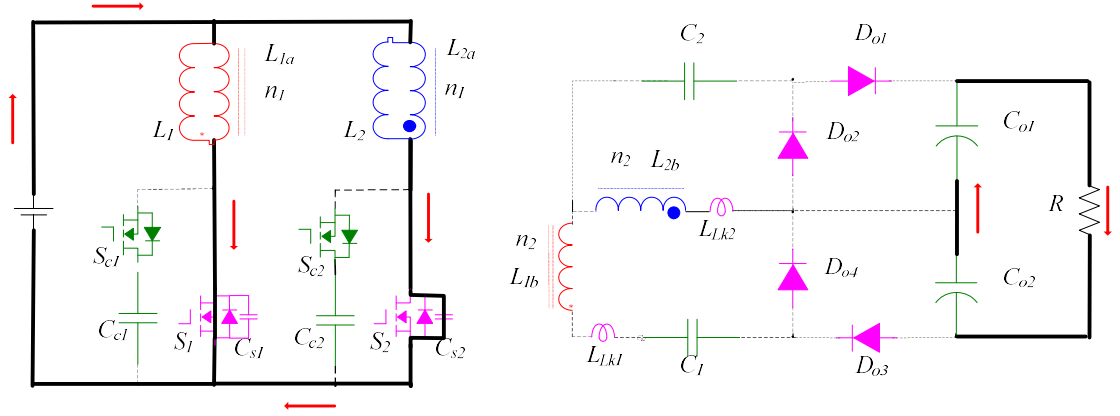 L1a
n1
L1
L2a
n1
L2
Sc1
Cc1
S1
Cs1
Sc2
Cc2
S2
Cs2
C2
Do1
Do2
Co1
n2
L2b
LLk2
R
n2
L1b
Do4
Co2
LLk1
C1
Do3